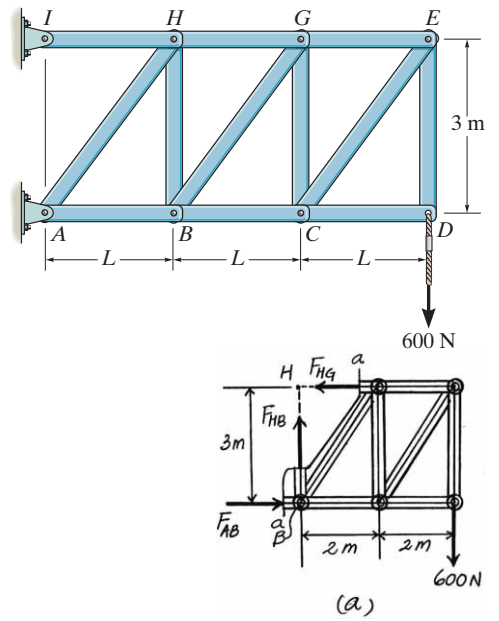 I H G E
3 m
A B C D
L L L
600 N
H F_HG a
F_HB
3m
F_AB a B
2 m 2 m
600N
(a)